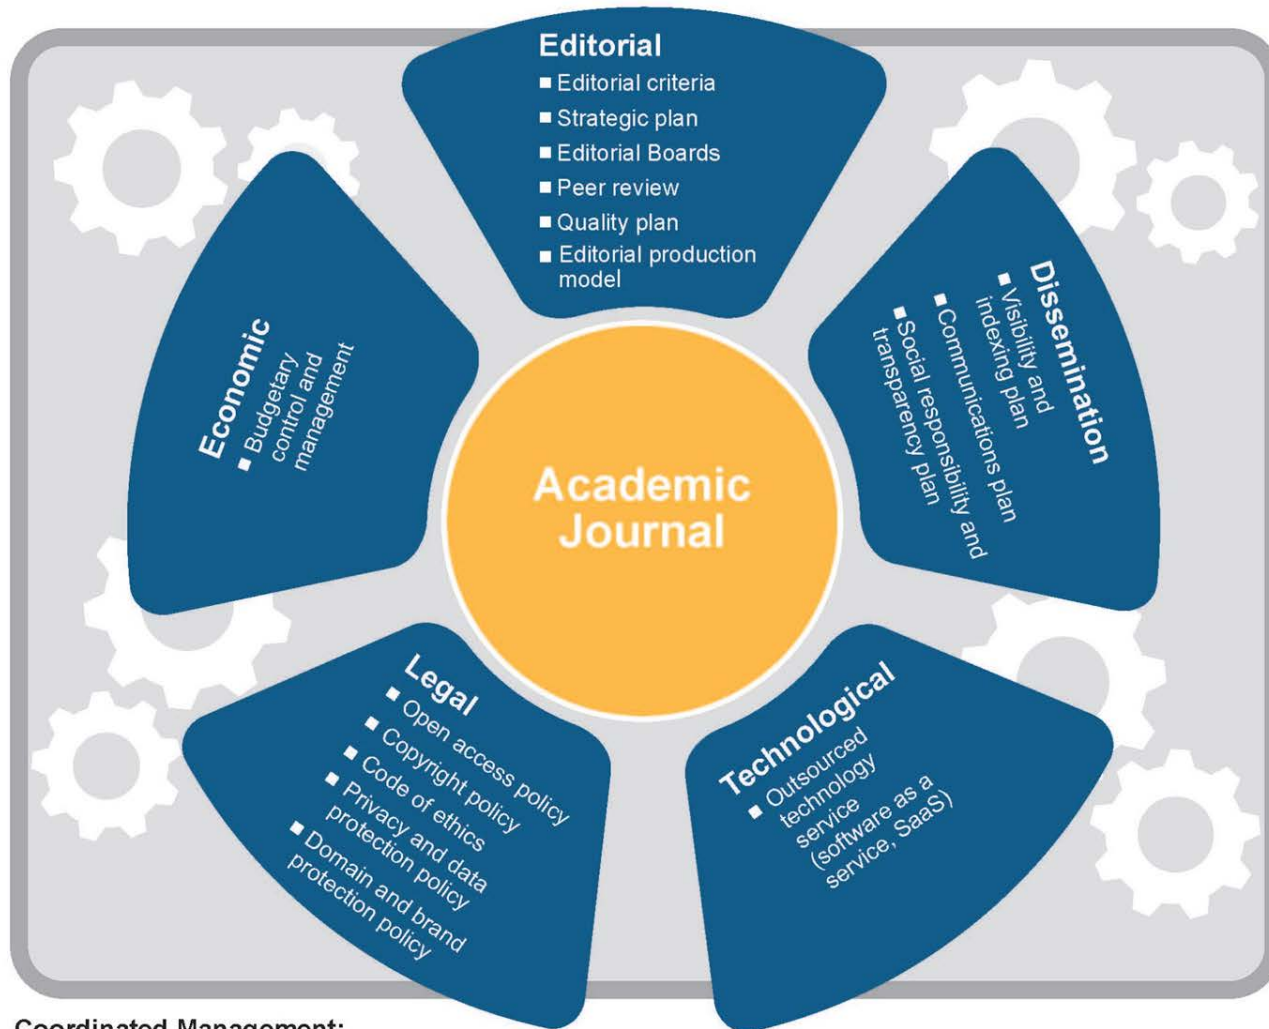 Editorial
■ Editorial criteria
■ Strategic plan
■ Editorial Boards
■ Peer review
■ Quality plan
■ Editorial production
model
Dissemination
■ Visibility and
indexing plan
■ Communications plan
■ Social responsibility and
transparency plan
Technological
■ Outsourced
technology
service
(software as a
service, SaaS)
Legal
■ Open access policy
■ Copyright policy
■ Code of ethics
■ Privacy and data
protection policy
■ Domain and brand
protection policy
Economic
■ Budgetary
control and
management
Academic
Journal
Coordinated Management: